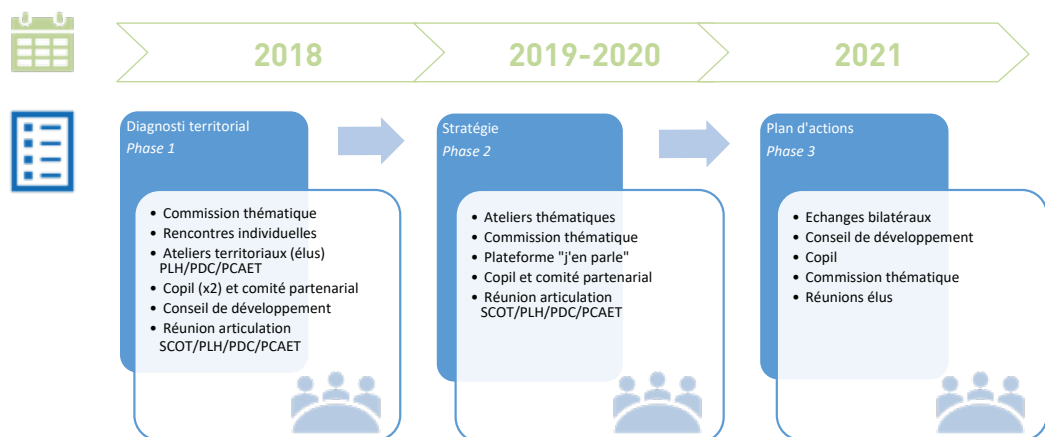 2018
2019-2020
2021
Diagnosti territorial
Phase 1
• Commission thématique
• Rencontres individuelles
• Ateliers territoriaux (élus)
PLH/PDC/PCAET
• Copil (x2) et comité partenarial
• Conseil de développement
• Réunion articulation
SCOT/PLH/PDC/PCAET
Stratégie
Phase 2
• Ateliers thématiques
• Commission thématique
• Plateforme "j'en parle"
• Copil et comité partenarial
• Réunion articulation
SCOT/PLH/PDC/PCAET
Plan d'actions
Phase 3
• Echanges bilatéraux
• Conseil de développement
• Copil
• Commission thématique
• Réunions élus